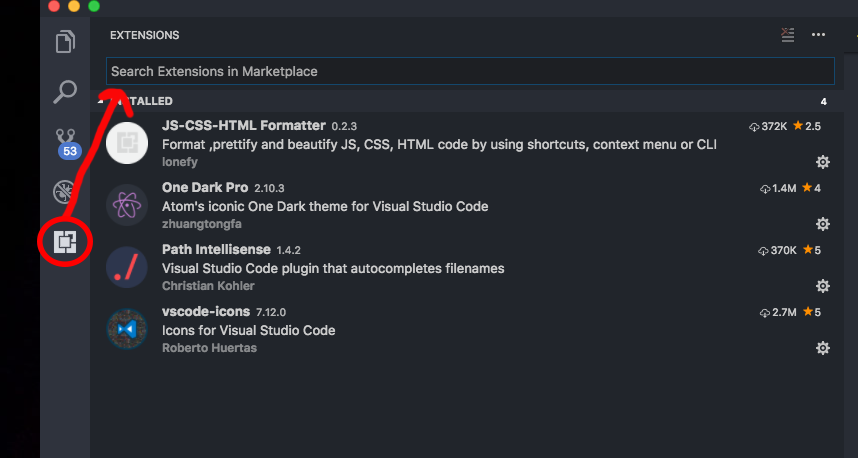 EXTENSIONS
Search Extensions in Marketplace
INSTALLED 4
JS-CSS-HTML Formatter 0.2.3 372K 2.5
Format ,prettify and beautify JS, CSS, HTML code by using shortcuts, context menu or CLI
lonefy
53
One Dark Pro 2.10.3 1.4M 4
Atom's iconic One Dark theme for Visual Studio Code
zhuangtongfa
Path Intellisense 1.4.2 370K 5
Visual Studio Code plugin that autocompletes filenames
Christian Kohler
vscode-icons 7.12.0 2.7M 5
Icons for Visual Studio Code
Roberto Huertas